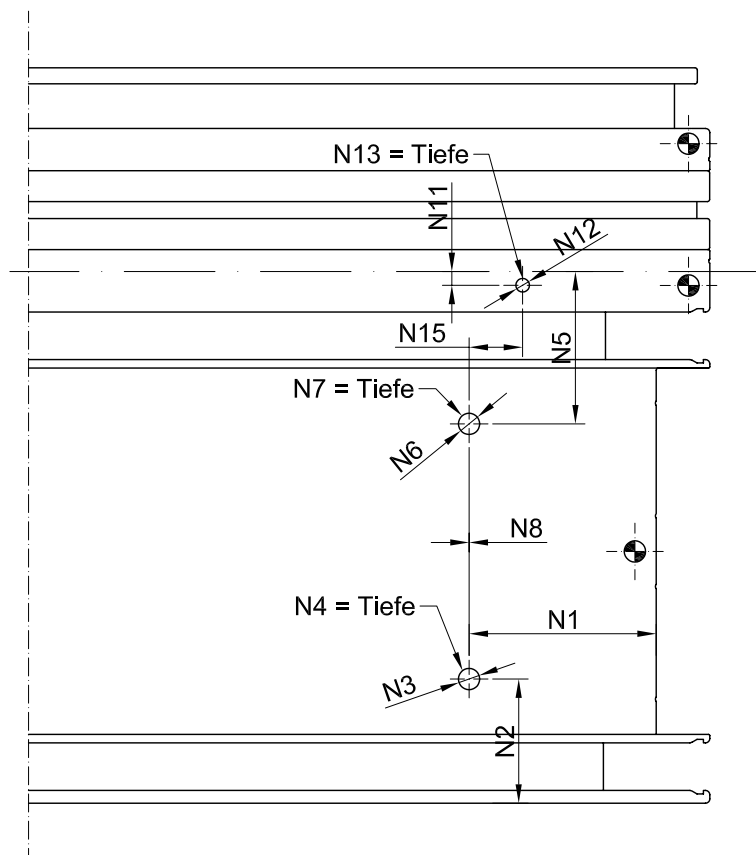 N13 = Tiefe
N11
N12
N15
N5
N7 = Tiefe
N6
N8
N4 = Tiefe
N1
N3
N2